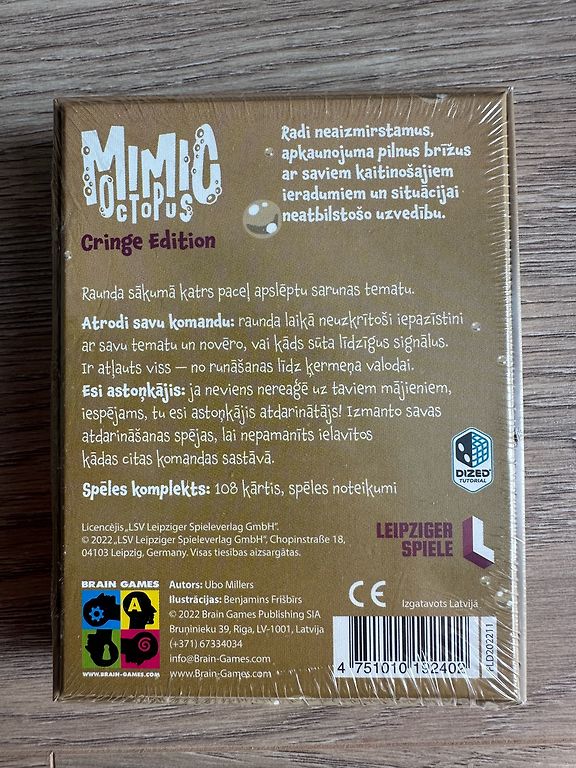 MIMIC
OCTOPUS
Cringe Edition
Radi neaizmirstamus,
apkaunojuma pilnus brīžus
ar saviem kaitinošajiem
ieradumiem un situācijai
neatbilstošo uzvedību.
Raunda sākumā katrs paceļ apslēptu sarunas tematu.
Atrodi savu komandu: raunda laikā neuzkrītoši iepazīstini
ar savu tematu un novēro, vai kāds sūta līdzīgus signālus.
Ir atļauts viss — no runāšanas līdz ķermeņa valodai.
Esi astoņkājis: ja neviens nereaģē uz taviem mājieniem,
iespējams, tu esi astoņkājis atdarinātājs! Izmanto savas
atdarināšanas spējas, lai nepamanīts ielavītos
kādas citas komandas sastāvā.
Spēles komplekts: 108 kārtis, spēles noteikumi
DIZED
TUTORIAL
Licencējis „LSV Leipziger Spieleverlag GmbH".
© 2022 „LSV Leipziger Spieleverlag GmbH", Chopinstraße 18,
04103 Leipzig, Germany. Visas tiesības aizsargātas.
LEIPZIGER
SPIELE
BRAIN GAMES
A
WWW.BRAIN-GAMES.COM
Autors: Ubo Millers
Ilustrācijas: Benjamins Frišbirs
© 2022 Brain Games Publishing SIA
Bruņinieku 39, Rīga, LV-1001, Latvija
(+371) 67334034
info@Brain-Games.com
www.Brain-Games.com
CE
Izgatavots Latvijā
4 751010 192402
ALD202211